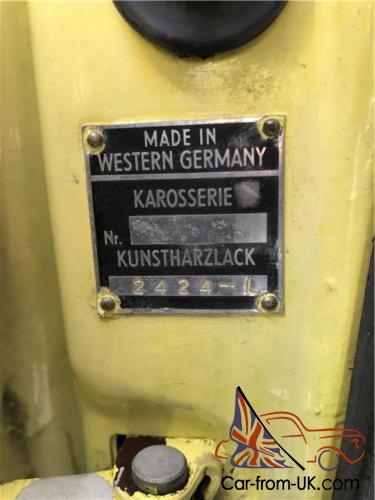 MADE IN
WESTERN GERMANY
KAROSSERIE
Nr.
KUNSTHARZLACK
2424-L
Car-from-UK.com